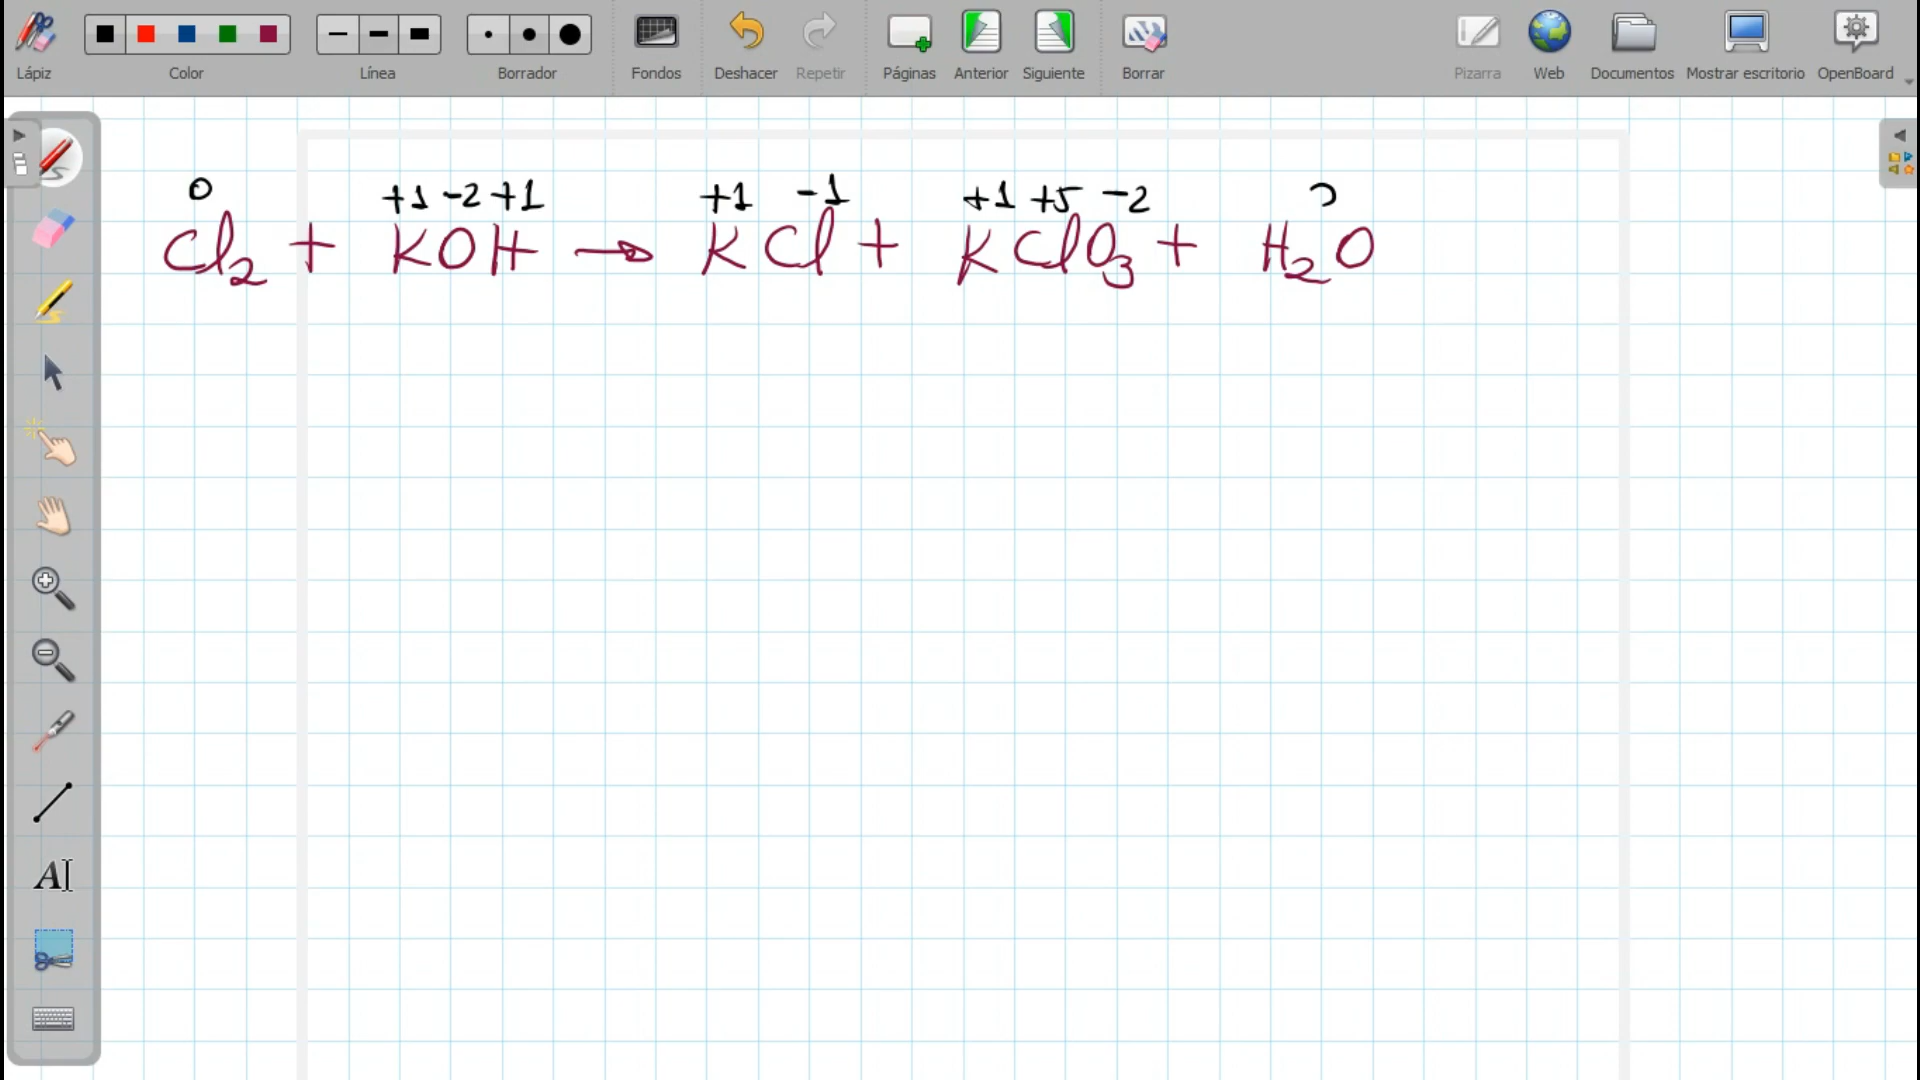 Lápiz Color Línea Borrador Fondos Deshacer Repetir Páginas Anterior Siguiente Borrar Pizarra Web Documentos Mostrar escritorio OpenBoard
0 +1 -2 +1 +1 -1 +1 +5 -2
Cl₂ + KOH → KCl + KClO₃ + H₂O